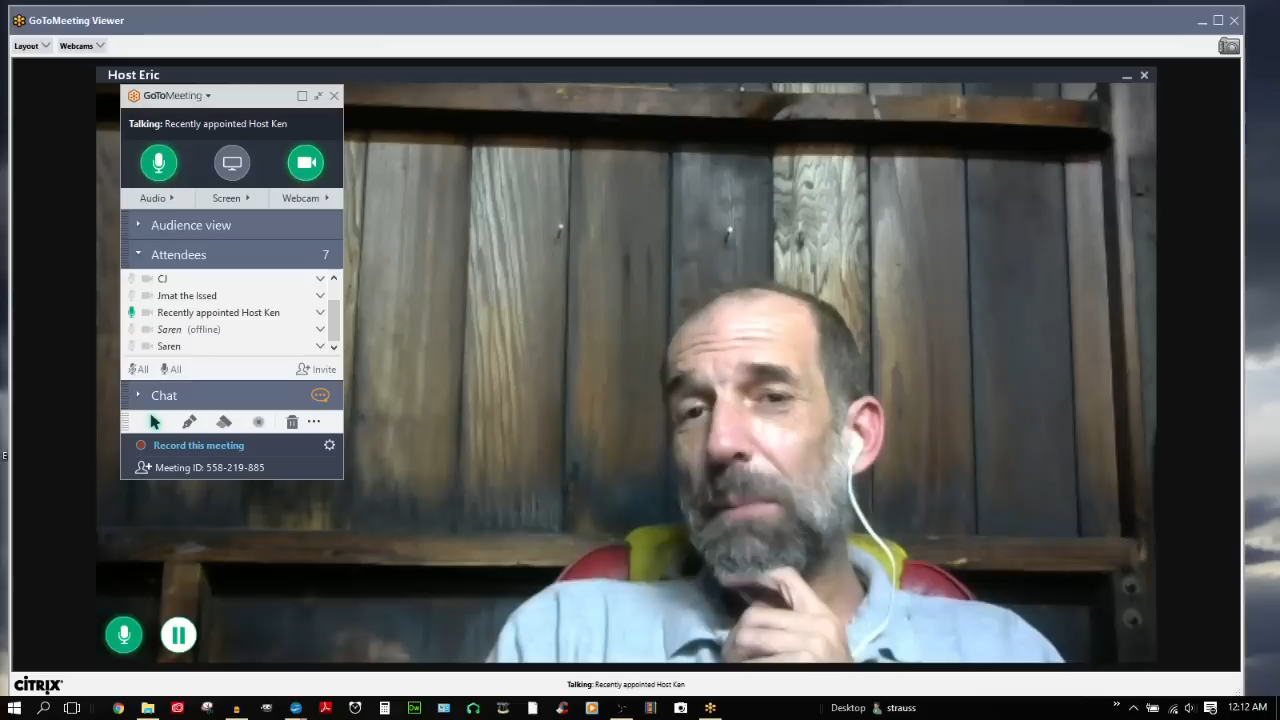 GoToMeeting Viewer
Layout
Webcams
Host Eric
GoToMeeting
Talking: Recently appointed Host Ken
Audio
Screen
Webcam
Audience view
Attendees 7
CJ
Jmat the Issed
Recently appointed Host Ken
Saren (offline)
Saren
All
All
Invite
Chat
Record this meeting
Meeting ID: 558-219-885
CİTRIX
Talking: Recently appointed Host Ken
Desktop
strauss
12:12 AM